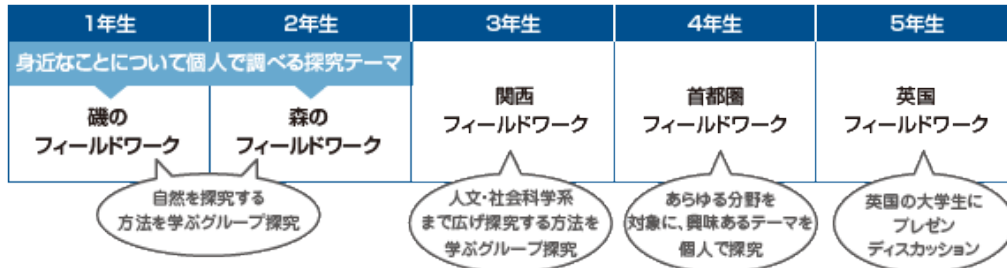 1年生
2年生
3年生
4年生
5年生
身近なことについて個人で調べる探究テーマ
磯の
フィールドワーク
森の
フィールドワーク
関西
フィールドワーク
首都圏
フィールドワーク
英国
フィールドワーク
自然を探究する
方法を学ぶグループ探究
人文・社会科学系
まで広げ探究する方法を
学ぶグループ探究
あらゆる分野を
対象に、興味あるテーマを
個人で探究
英国の大学生に
プレゼン
ディスカッション